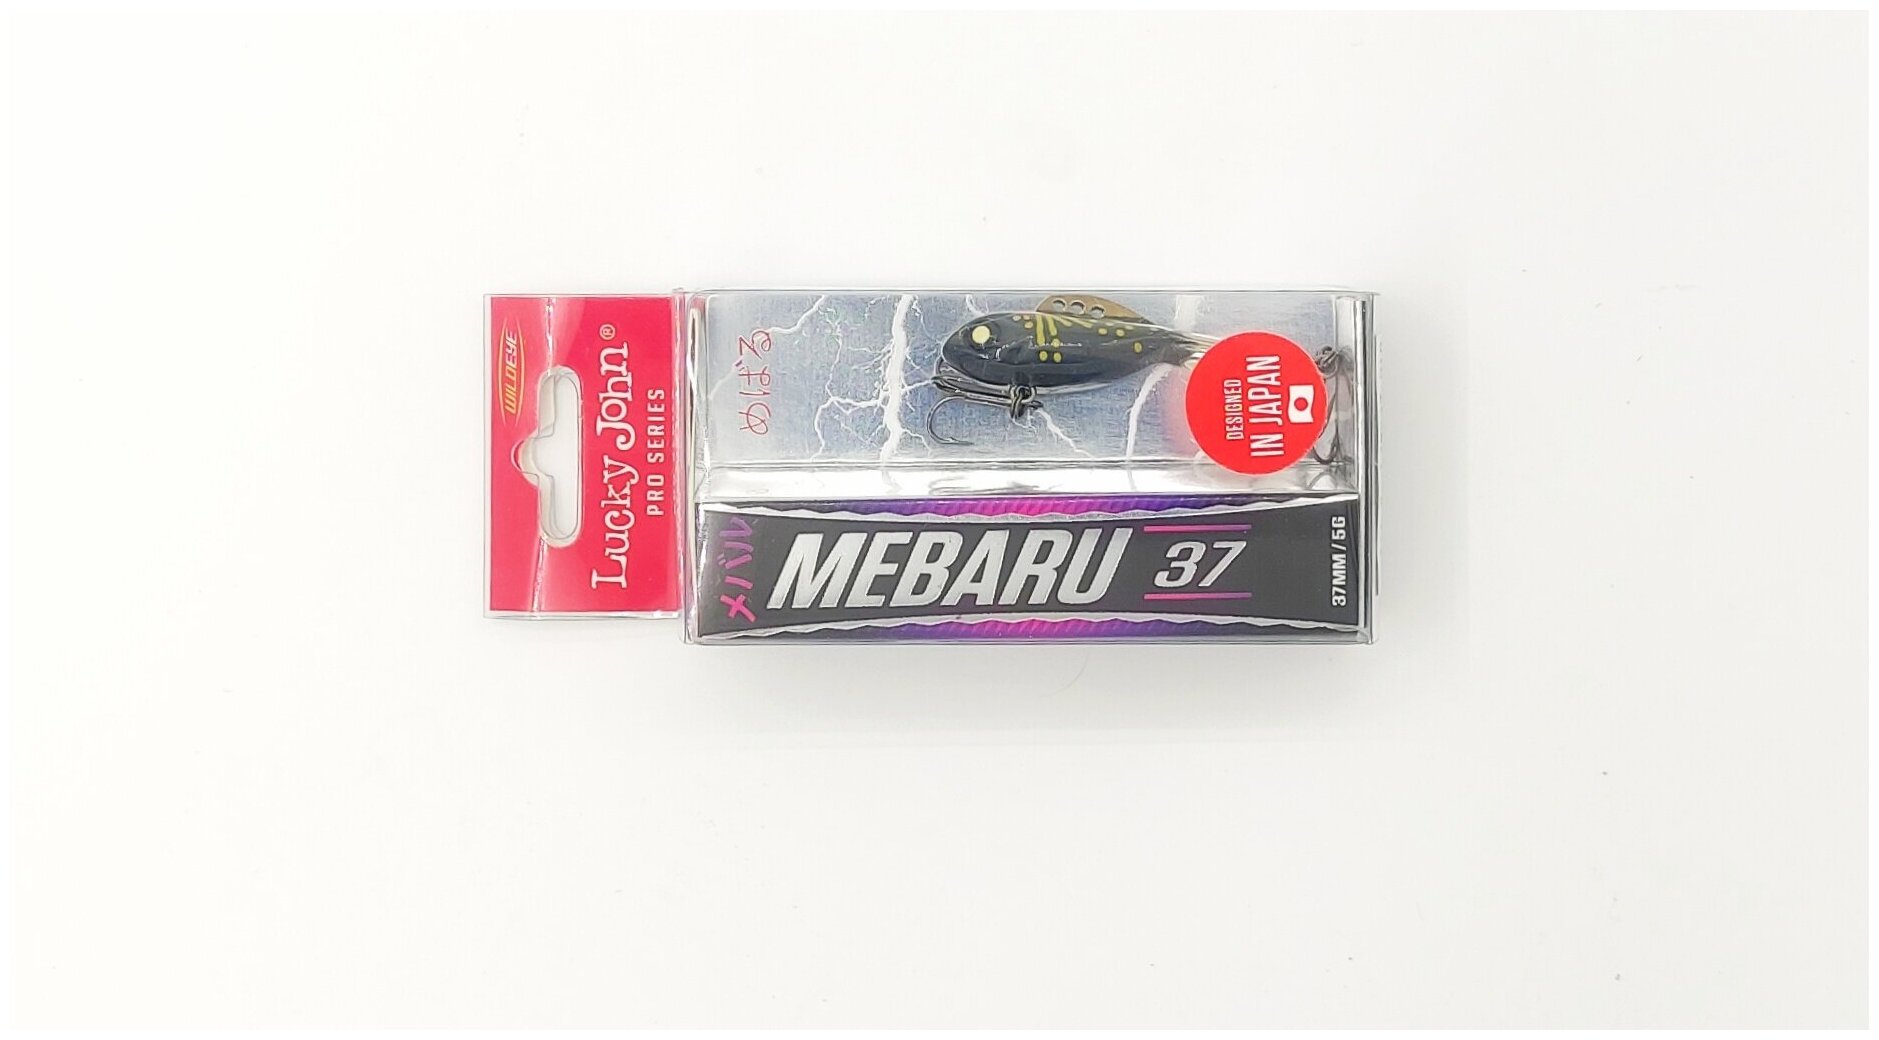 WILDEYE
Lucky John®
PRO SERIES
めばる
DESIGNED
IN JAPAN
メバル
MEBARU 37
37MM / 5G